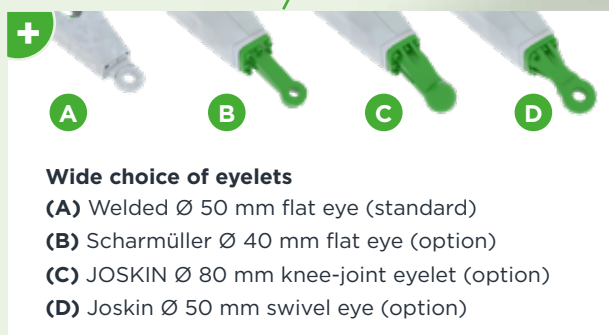 +
A B C D
Wide choice of eyelets
(A) Welded Ø 50 mm flat eye (standard)
(B) Scharmüller Ø 40 mm flat eye (option)
(C) JOSKIN Ø 80 mm knee-joint eyelet (option)
(D) Joskin Ø 50 mm swivel eye (option)